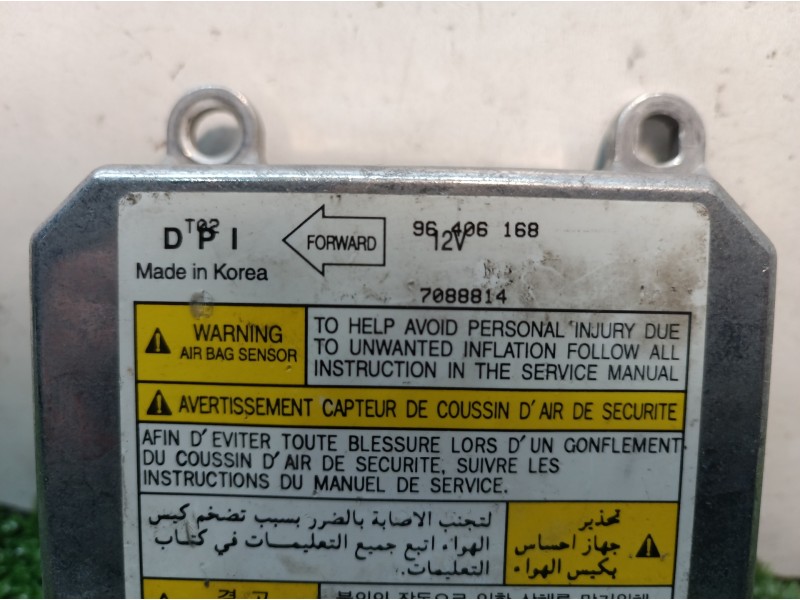 T02
D P I
FORWARD
96 406 168
12V
Made in Korea
7088814
WARNING
AIR BAG SENSOR
TO HELP AVOID PERSONAL INJURY DUE
TO UNWANTED INFLATION FOLLOW ALL
INSTRUCTION IN THE SERVICE MANUAL
AVERTISSEMENT CAPTEUR DE COUSSIN D'AIR DE SECURITE
AFIN D'EVITER TOUTE BLESSURE LORS D'UN GONFLEMENT
DU COUSSIN D'AIR DE SECURITE, SUIVRE LES
INSTRUCTIONS DU MANUEL DE SERVICE.
تحذير
جهاز احساس
بكيس الهواء
لتجنب الاصابة بالضرر بسبب تضخم كيس
الهواء اتبع جميع التعليمات في كتاب
التعليمات.
경 고